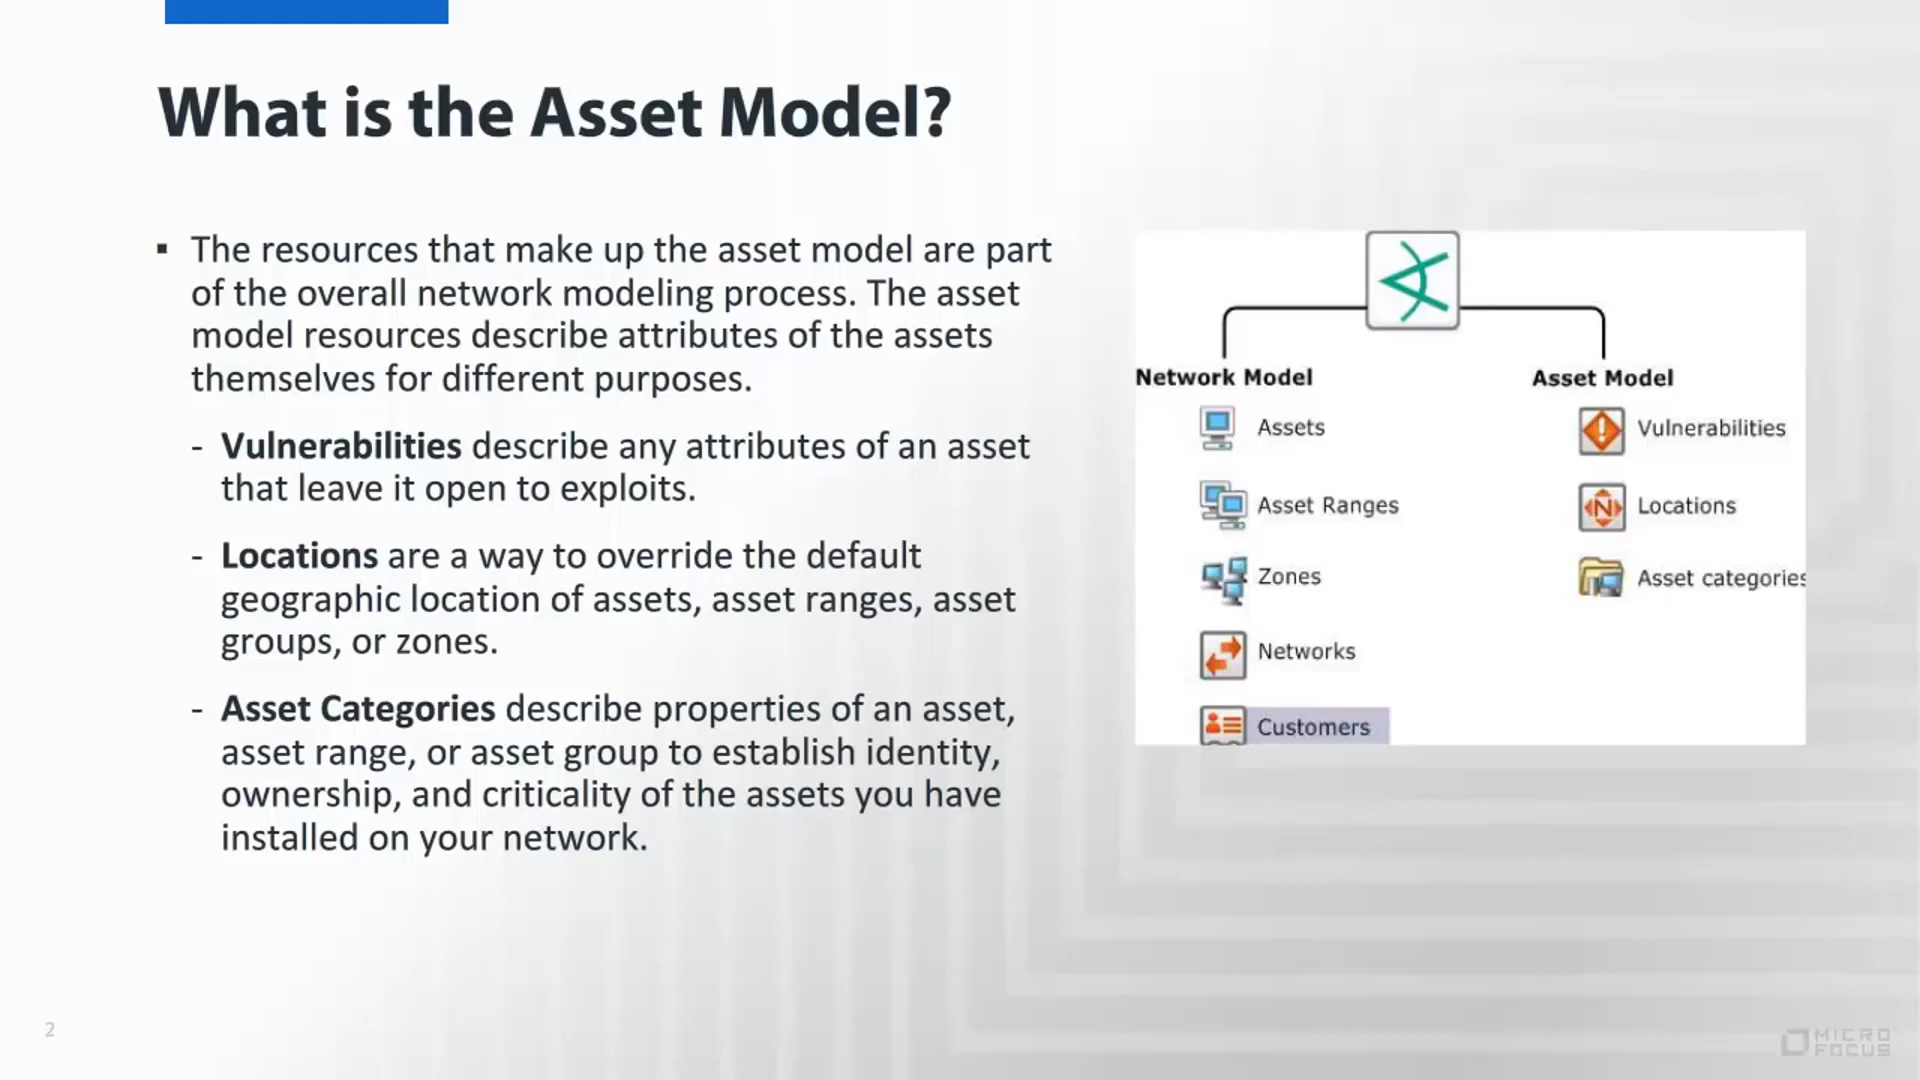 What is the Asset Model?
▪ The resources that make up the asset model are part
of the overall network modeling process. The asset
model resources describe attributes of the assets
themselves for different purposes.
- Vulnerabilities describe any attributes of an asset
that leave it open to exploits.
- Locations are a way to override the default
geographic location of assets, asset ranges, asset
groups, or zones.
- Asset Categories describe properties of an asset,
asset range, or asset group to establish identity,
ownership, and criticality of the assets you have
installed on your network.
Network Model
Assets
Asset Ranges
Zones
Networks
Customers
Asset Model
Vulnerabilities
Locations
Asset categories
2
MICRO
FOCUS